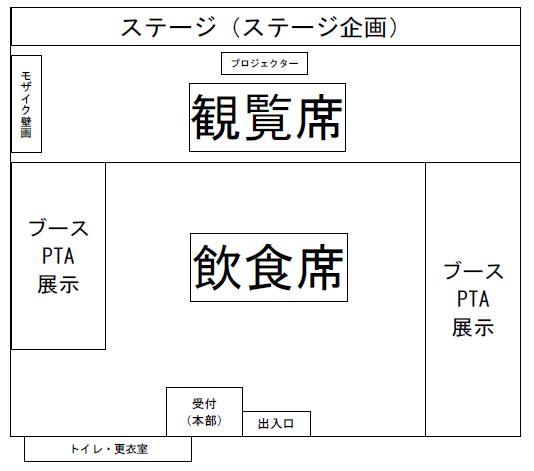 ステージ（ステージ企画）
プロジェクター
モザイク壁画
観覧席
ブース
PTA
展示
飲食席
ブース
PTA
展示
受付
（本部）
出入口
トイレ・更衣室